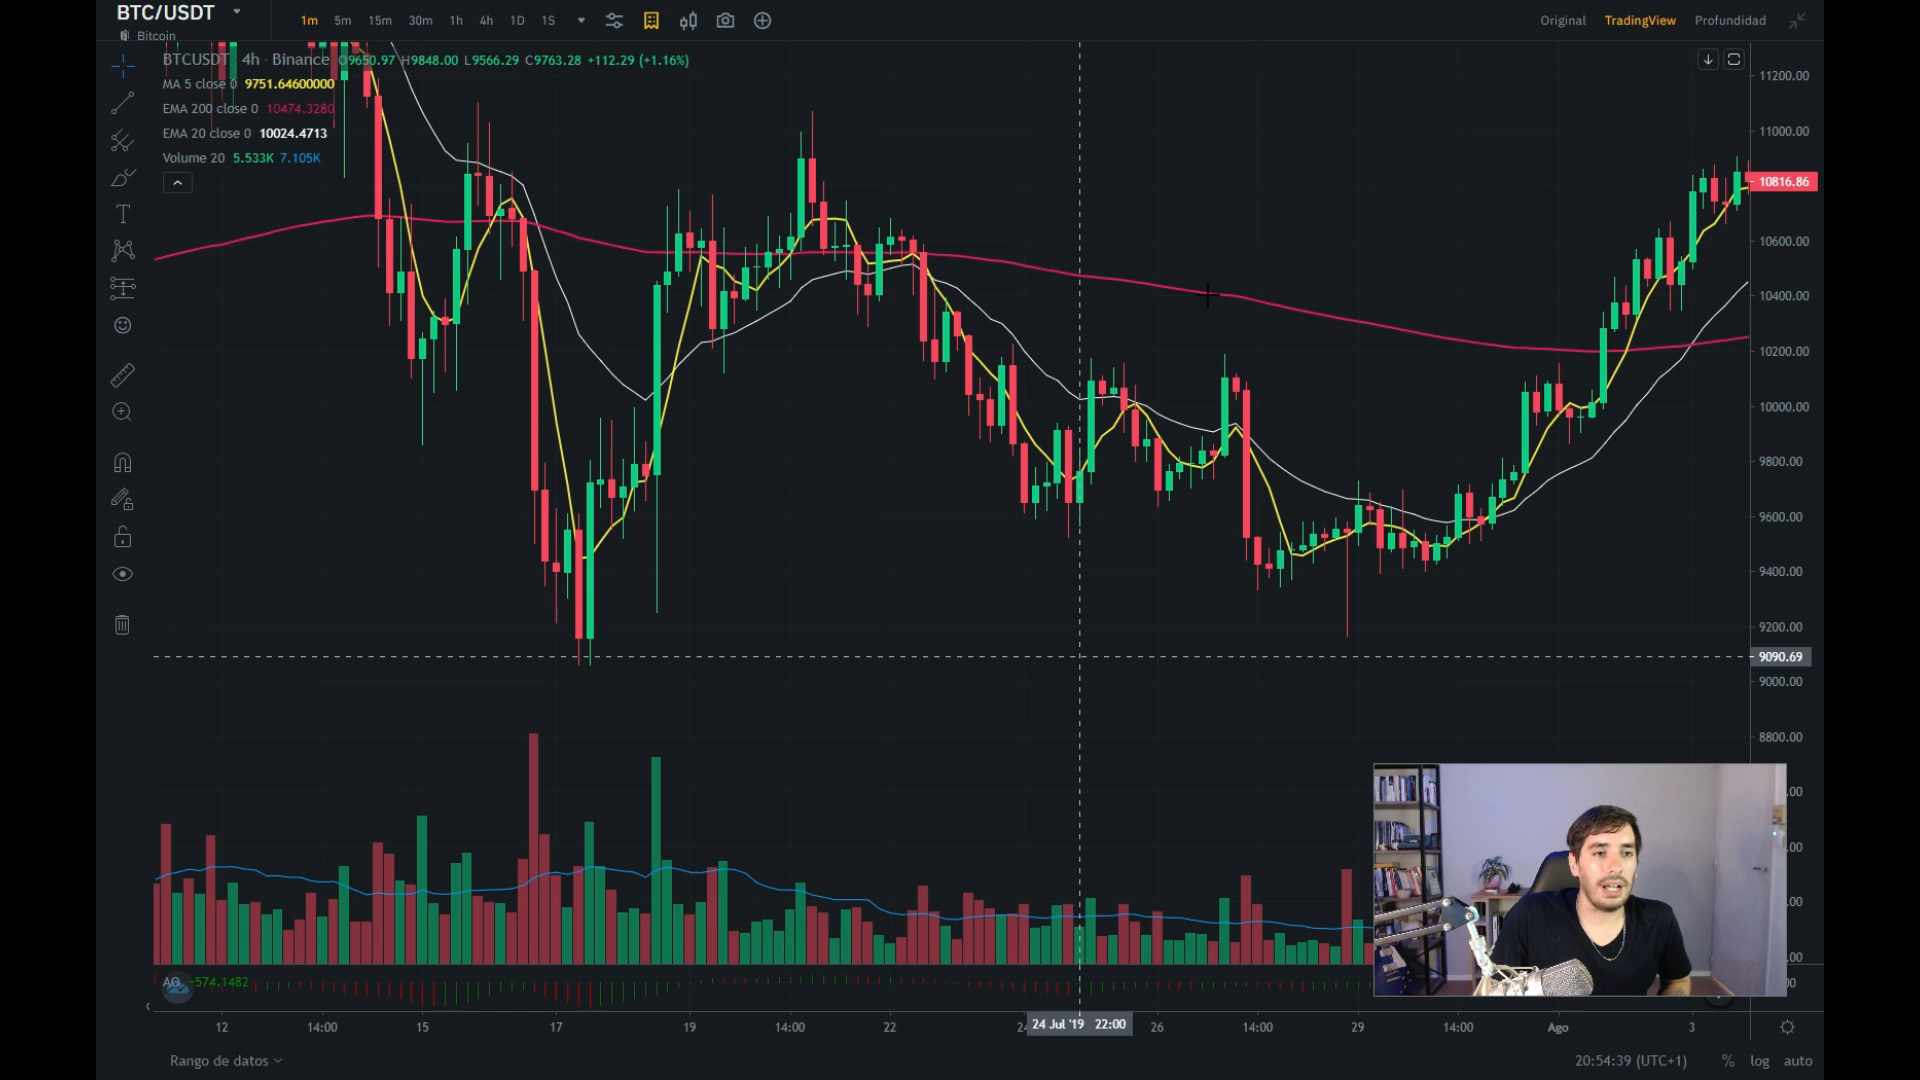 BTC/USDT
Bitcoin
1m 5m 15m 30m 1h 4h 1D 1S
Original TradingView Profundidad
BTCUSDT 4h Binance O9650.97 H9848.00 L9566.29 C9763.28 +112.29 (+1.16%)
MA 5 close 0 9751.64600000
EMA 200 close 0 10474.3280
EMA 20 close 0 10024.4713
Volume 20 5.533K 7.105K
11200.00
11000.00
10816.86
10600.00
10400.00
10200.00
10000.00
9800.00
9600.00
9400.00
9200.00
9090.69
9000.00
8800.00
.00
.00
.00
.00
AO -574.1482
12 14:00 15 17 19 14:00 22 24 Jul '19 22:00 26 14:00 29 14:00 Ago 3
Rango de datos
20:54:39 (UTC+1) % log auto